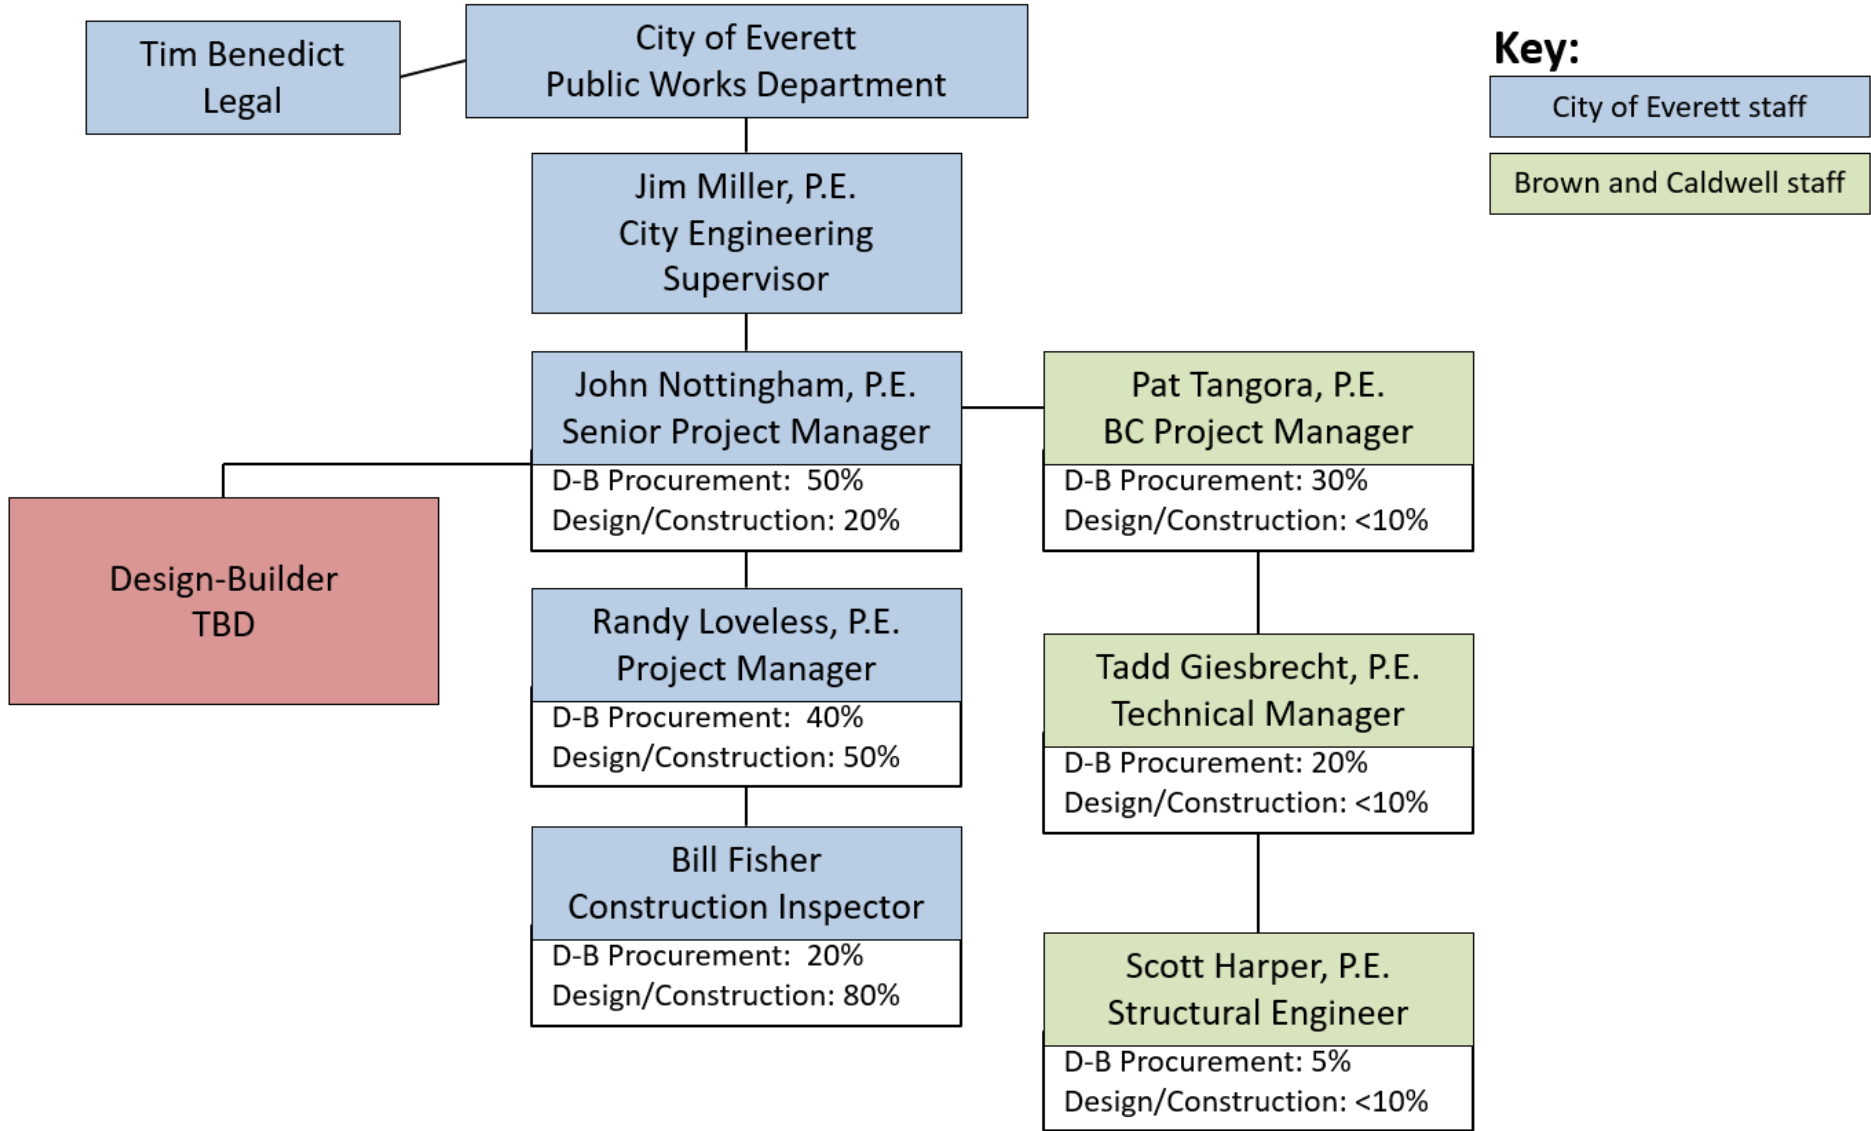 Tim Benedict
Legal
City of Everett
Public Works Department
Key:
City of Everett staff
Brown and Caldwell staff
Jim Miller, P.E.
City Engineering
Supervisor
John Nottingham, P.E.
Senior Project Manager
D-B Procurement:  50%
Design/Construction: 20%
Pat Tangora, P.E.
BC Project Manager
D-B Procurement: 30%
Design/Construction: <10%
Design-Builder
TBD
Randy Loveless, P.E.
Project Manager
D-B Procurement:  40%
Design/Construction: 50%
Tadd Giesbrecht, P.E.
Technical Manager
D-B Procurement: 20%
Design/Construction: <10%
Bill Fisher
Construction Inspector
D-B Procurement:  20%
Design/Construction: 80%
Scott Harper, P.E.
Structural Engineer
D-B Procurement: 5%
Design/Construction: <10%